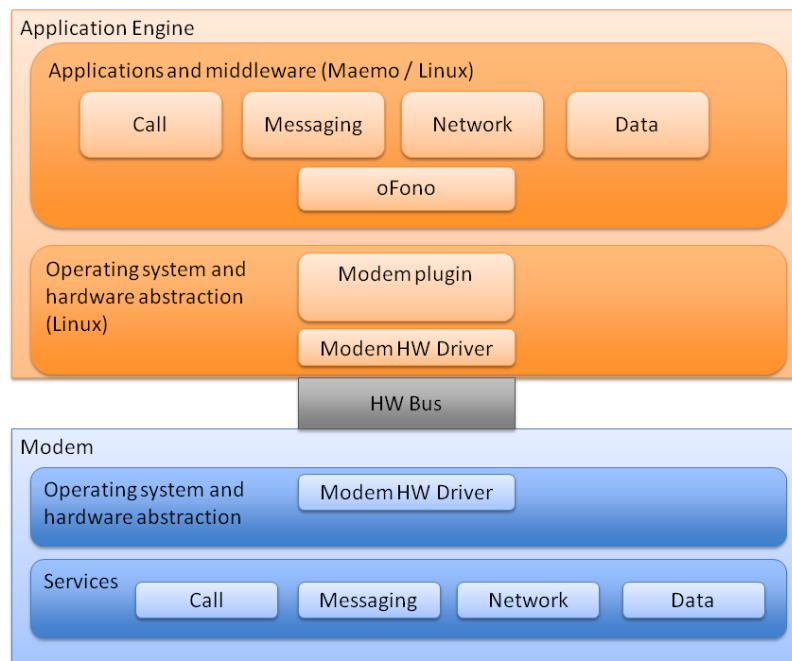 Application Engine
Applications and middleware (Maemo / Linux)
Call
Messaging
Network
Data
oFono
Operating system and
hardware abstraction
(Linux)
Modem plugin
Modem HW Driver
HW Bus
Modem
Operating system and
hardware abstraction
Modem HW Driver
Services
Call
Messaging
Network
Data